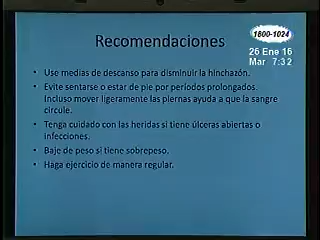 Recomendaciones
1600-1024
26 Ene 16
Mar 7:32
• Use medias de descanso para disminuir la hinchazón.
• Evite sentarse o estar de pie por períodos prolongados.
Incluso mover ligeramente las piernas ayuda a que la sangre
circule.
• Tenga cuidado con las heridas si tiene úlceras abiertas o
infecciones.
• Baje de peso si tiene sobrepeso.
• Haga ejercicio de manera regular.